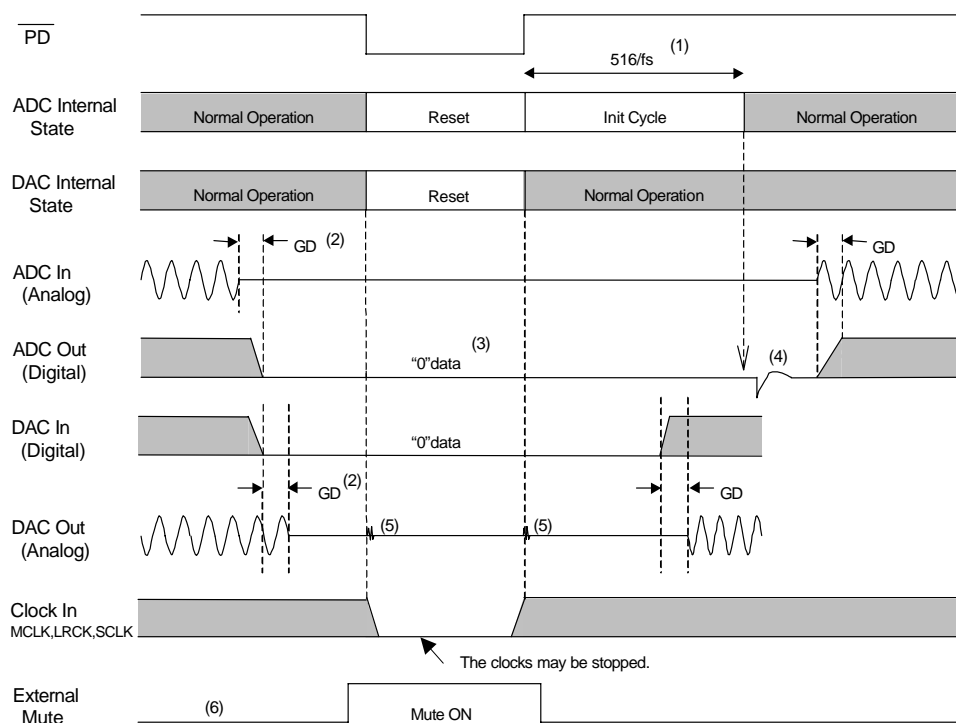 PD
(1)
516/fs
ADC Internal
State
Normal Operation
Reset
Init Cycle
Normal Operation
DAC Internal
State
Normal Operation
Reset
Normal Operation
GD (2)
GD
ADC In
(Analog)
ADC Out
(Digital)
“0”data
(3)
(4)
DAC In
(Digital)
“0”data
GD (2)
GD
DAC Out
(Analog)
(5)
(5)
Clock In
MCLK,LRCK,SCLK
The clocks may be stopped.
External
Mute
(6)
Mute ON